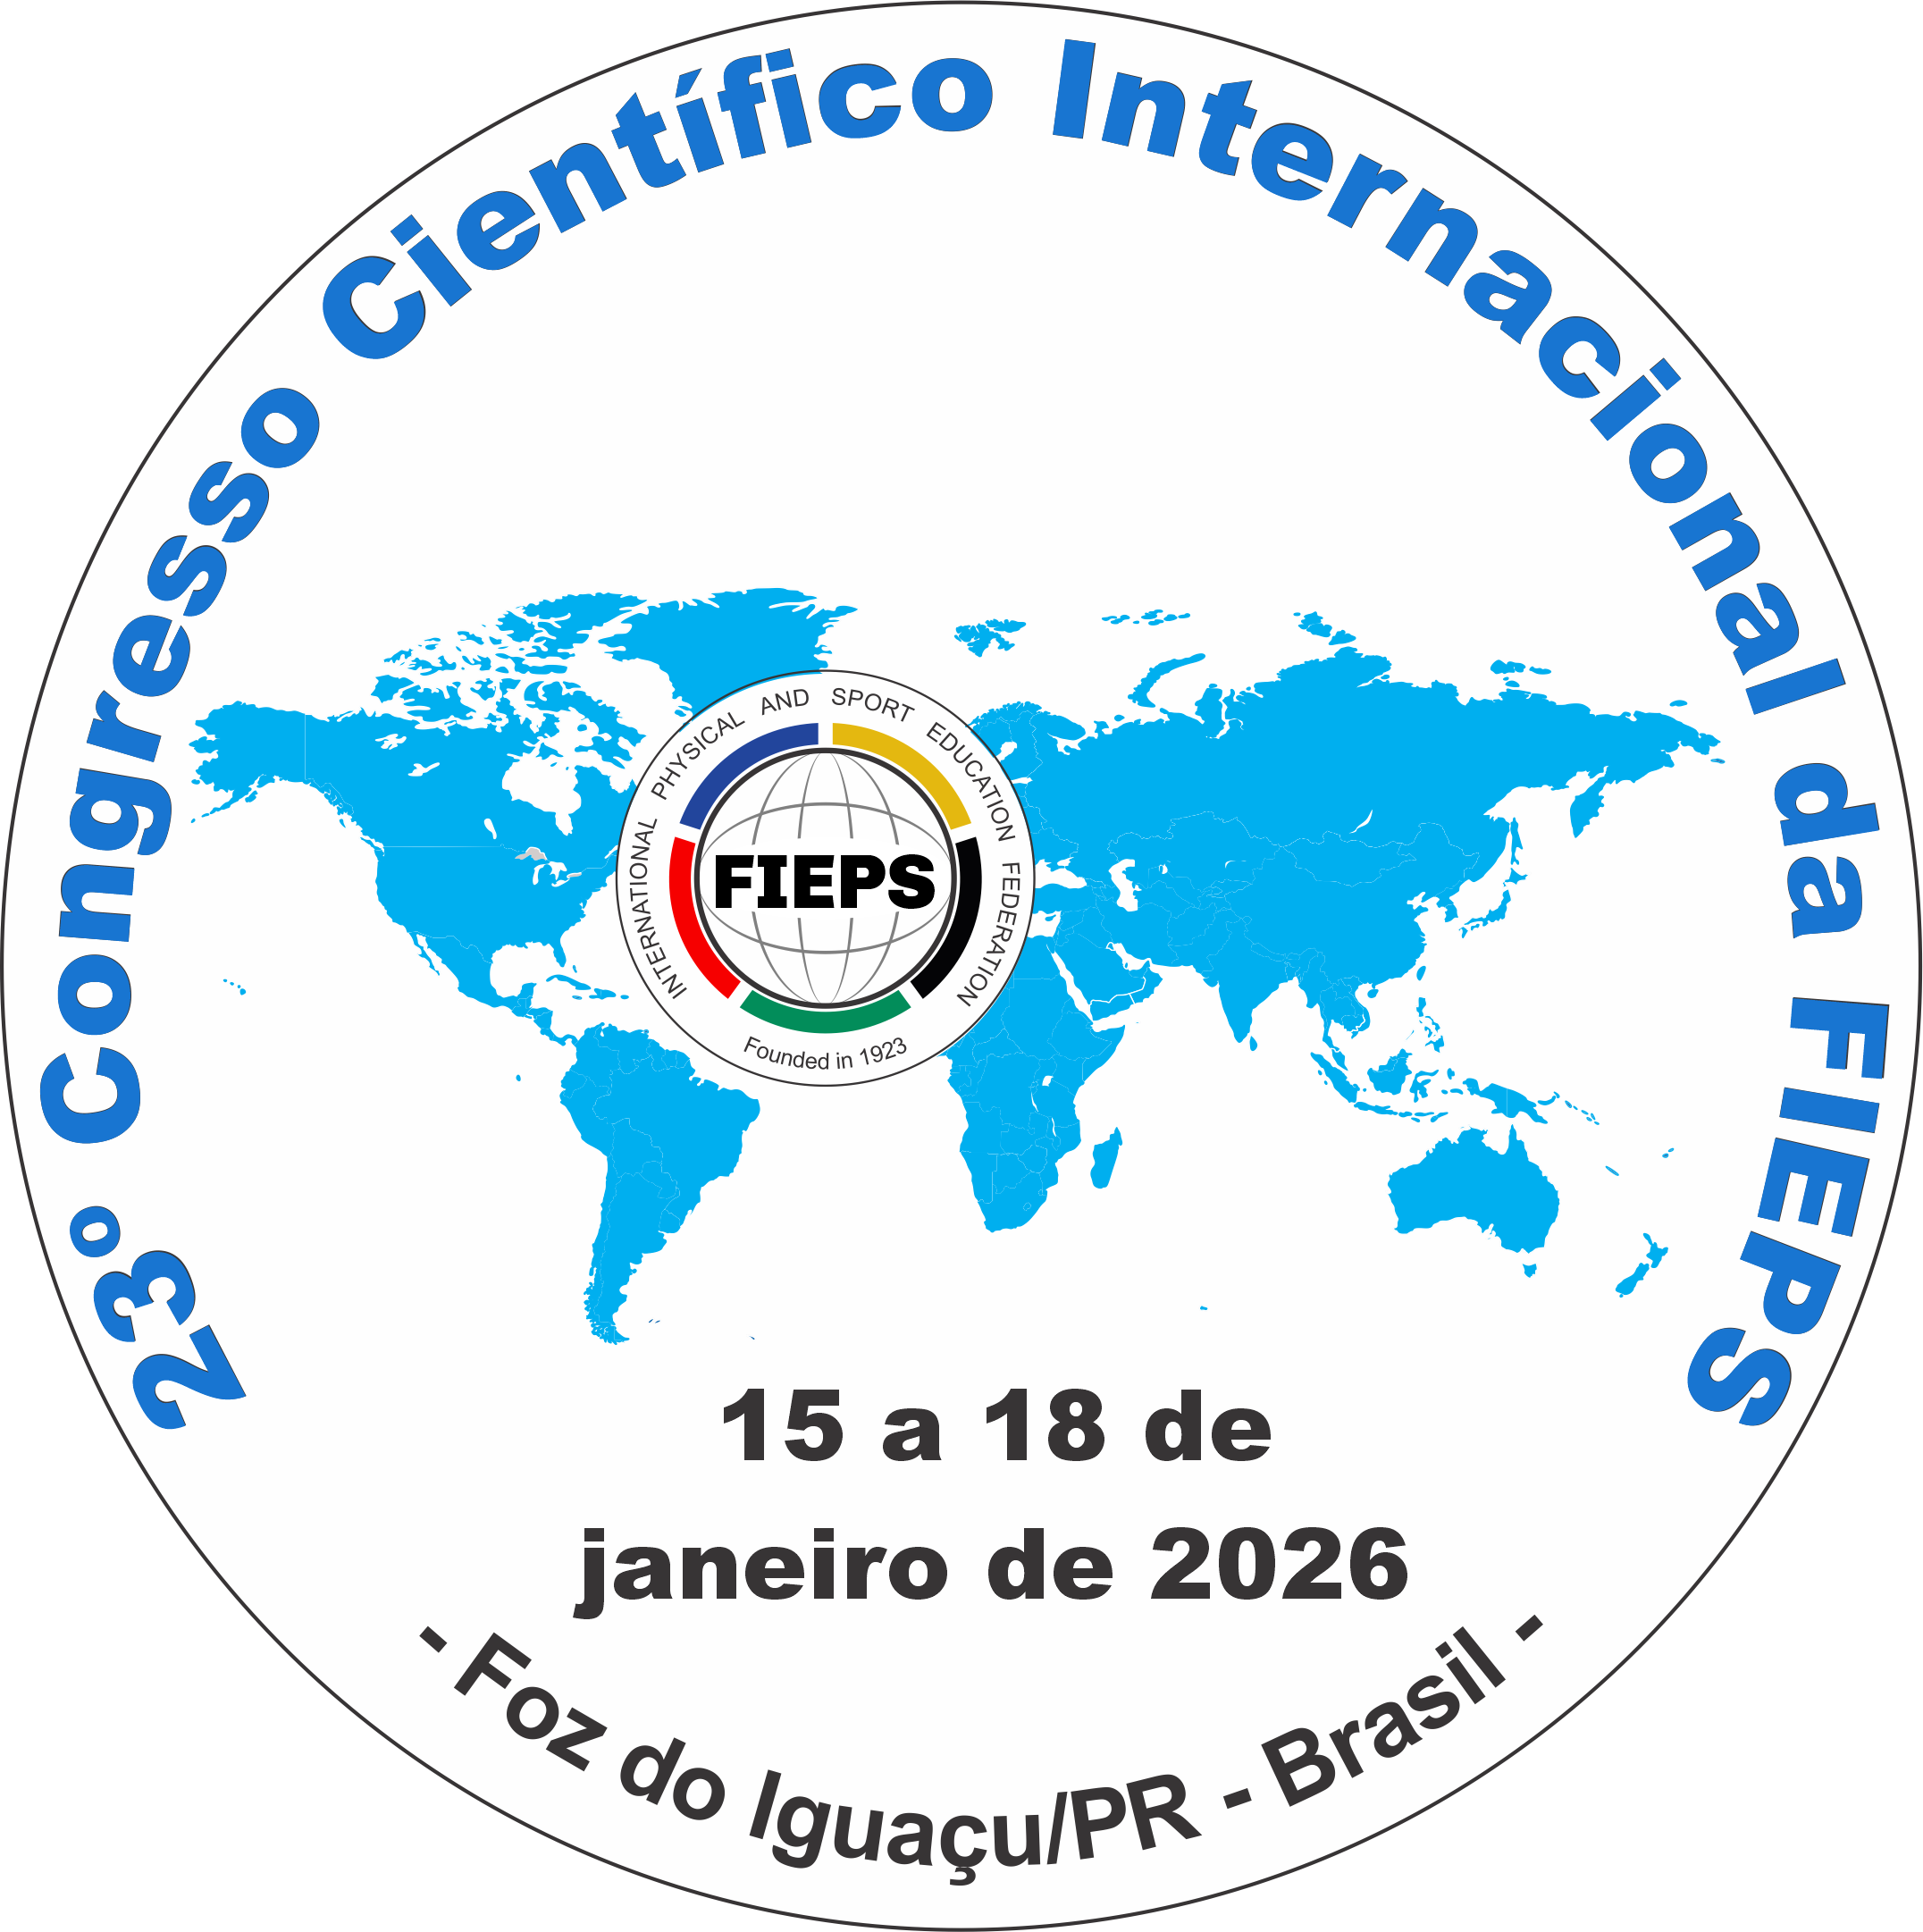 23º Congresso Científico Internacional da FIEPS
INTERNATIONAL PHYSICAL AND SPORT EDUCATION FEDERATION
FIEPS
Founded in 1923
15 a 18 de
janeiro de 2026
- Foz do Iguaçu/PR - Brasil -